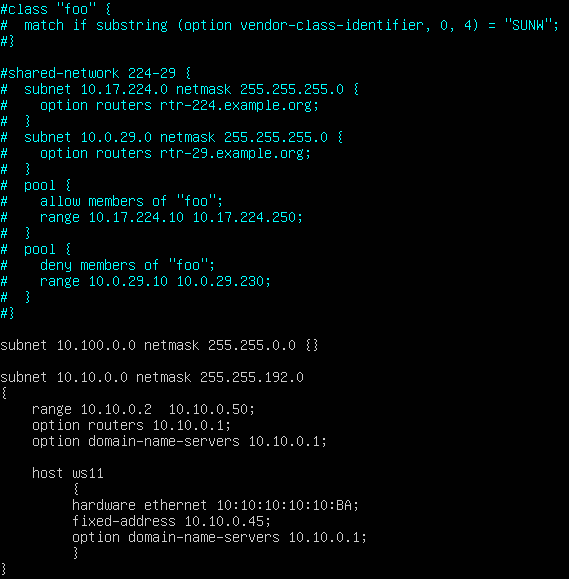 #class "foo" {
#  match if substring (option vendor-class-identifier, 0, 4) = "SUNW";
#}
#shared-network 224-29 {
#  subnet 10.17.224.0 netmask 255.255.255.0 {
#    option routers rtr-224.example.org;
#  }
#  subnet 10.0.29.0 netmask 255.255.255.0 {
#    option routers rtr-29.example.org;
#  }
#  pool {
#    allow members of "foo";
#    range 10.17.224.10 10.17.224.250;
#  }
#  pool {
#    deny members of "foo";
#    range 10.0.29.10 10.0.29.230;
#  }
#}
subnet 10.100.0.0 netmask 255.255.0.0 {}
subnet 10.10.0.0 netmask 255.255.192.0
{
    range 10.10.0.2  10.10.0.50;
    option routers 10.10.0.1;
    option domain-name-servers 10.10.0.1;
    host ws11
         {
         hardware ethernet 10:10:10:10:10:BA;
         fixed-address 10.10.0.45;
         option domain-name-servers 10.10.0.1;
         }
}